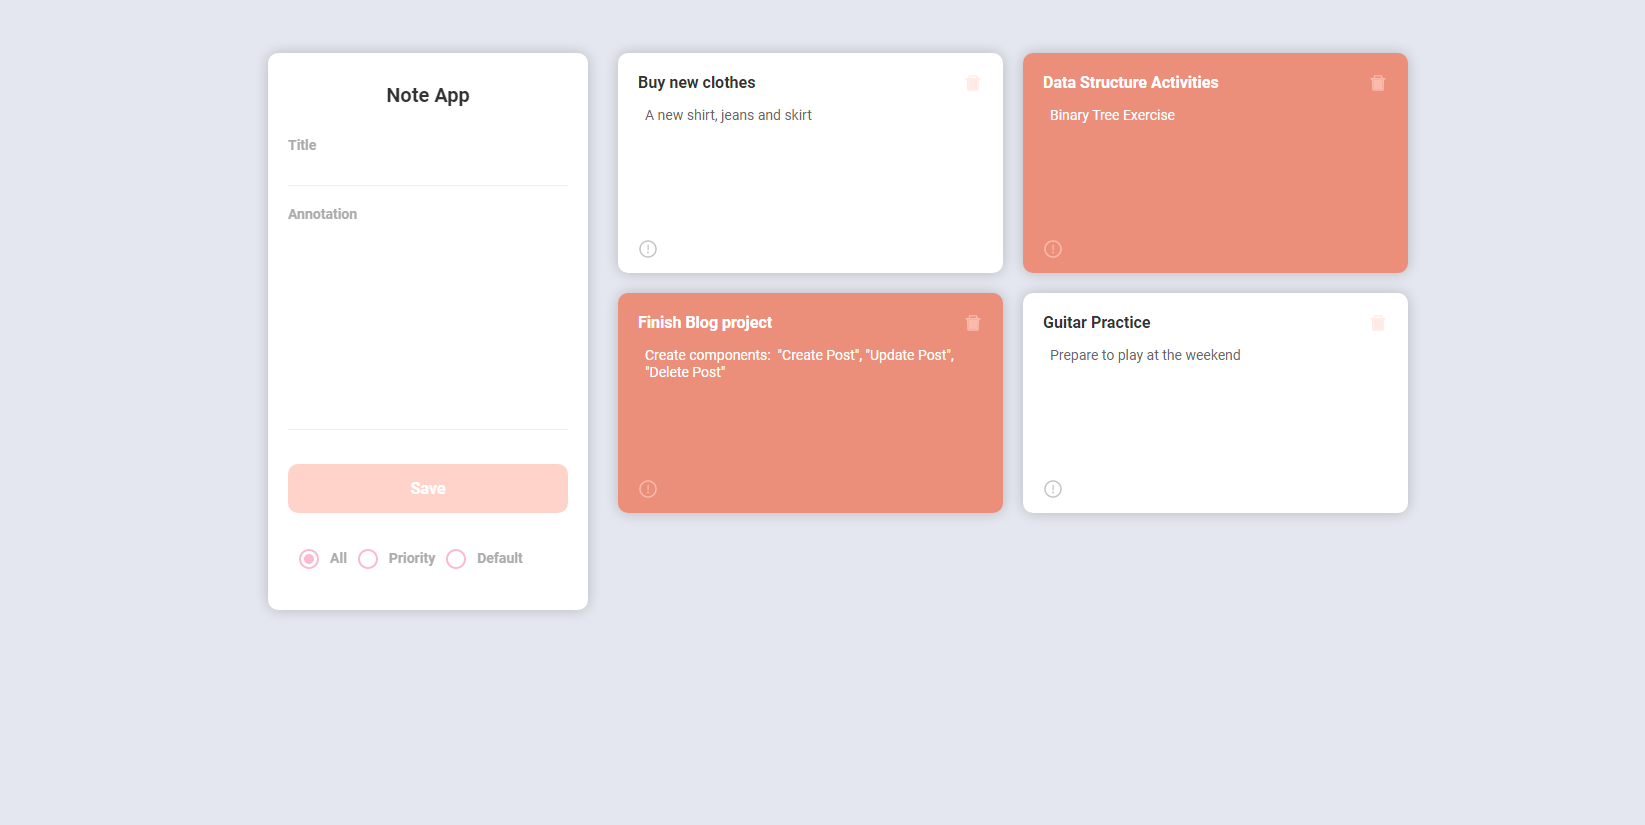 Note App
Title
Annotation
Save
All Priority Default
Buy new clothes
A new shirt, jeans and skirt
Data Structure Activities
Binary Tree Exercise
Finish Blog project
Create components:  "Create Post", "Update Post",
"Delete Post"
Guitar Practice
Prepare to play at the weekend